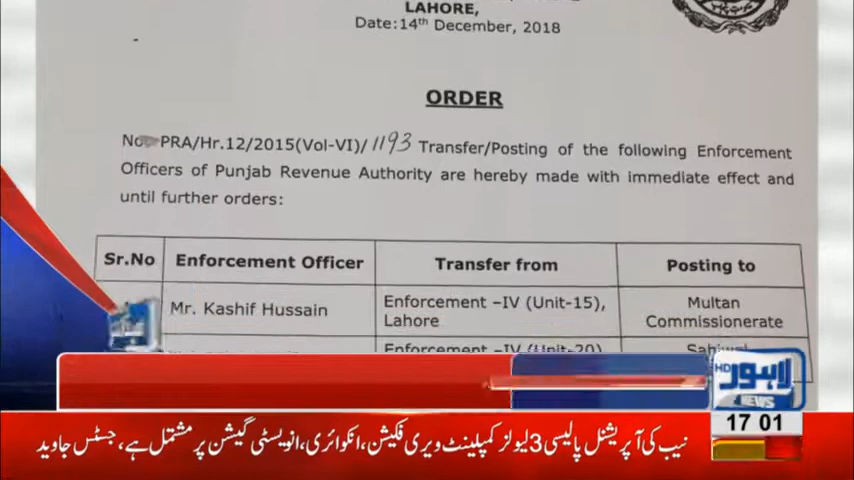 LAHORE,
Date:14th December, 2018
ORDER
No. PRA/Hr.12/2015(Vol-VI)/ 1193 Transfer/Posting of the following Enforcement
Officers of Punjab Revenue Authority are hereby made with immediate effect and
until further orders:
Sr.No Enforcement Officer Transfer from Posting to
Mr. Kashif Hussain Enforcement –IV (Unit-15), Lahore Multan Commissionerate
Enforcement –IV (Unit-20)
لاہور HD
NEWS
17 01
نیب کی آپریشنل پالیسی 3 لیولز کمپلینٹ ویری فکیشن، انکوائری، انویسٹی گیشن پر مشتمل ہے، جسٹس جاوید